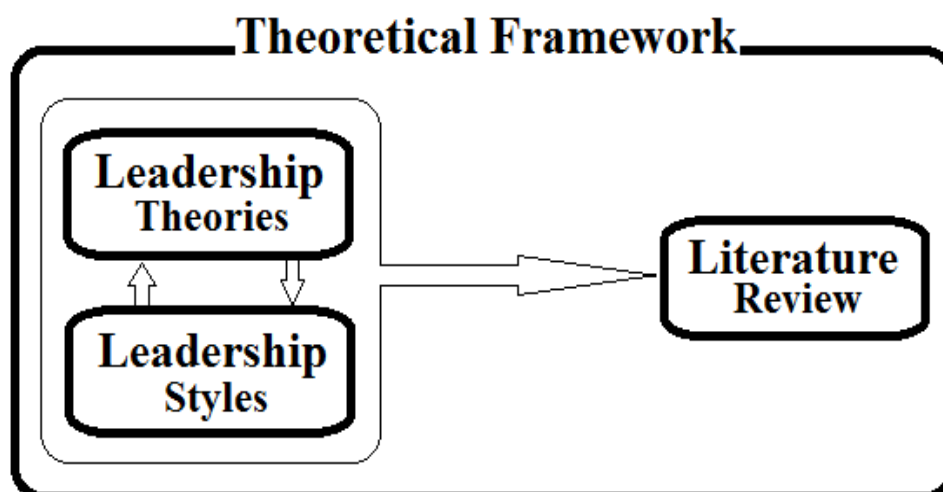 Theoretical Framework
Leadership
Theories
Leadership
Styles
Literature
Review